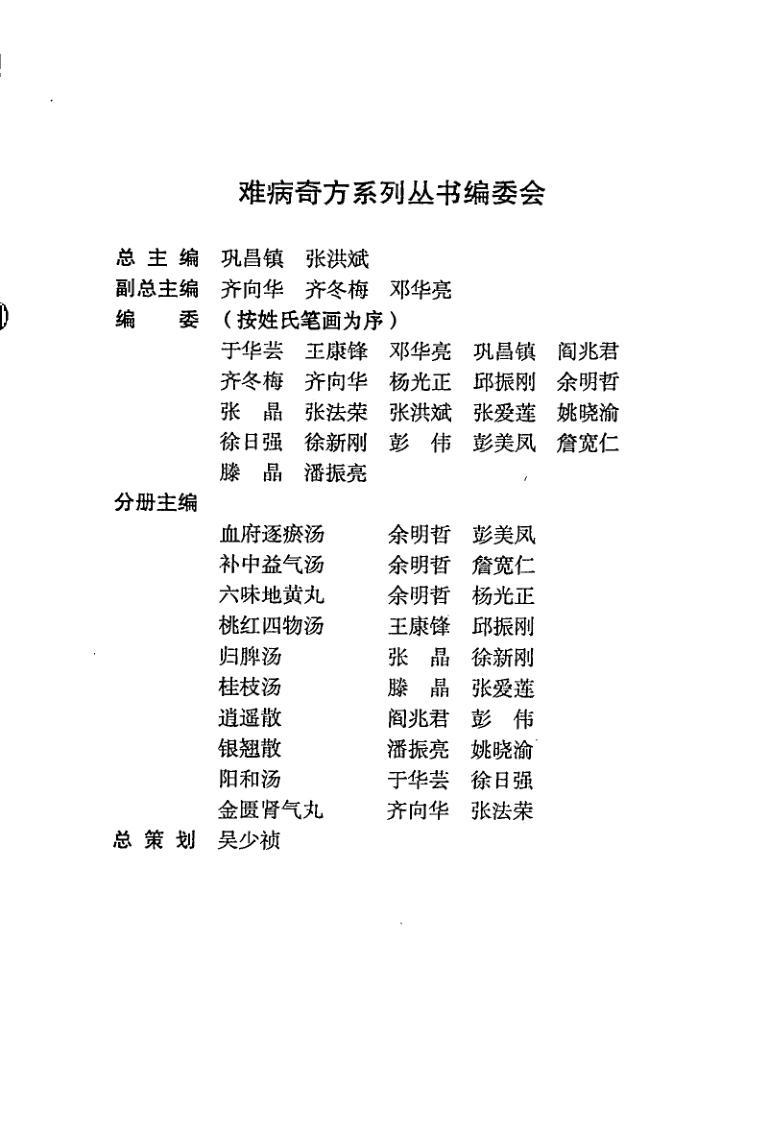 难病奇方系列丛书编委会
总 主 编 巩昌镇 张洪斌
副总主编 齐向华 齐冬梅 邓华亮
编 委 (按姓氏笔画为序)
于华芸 王康锋 邓华亮 巩昌镇 阎兆君
齐冬梅 齐向华 杨光正 邱振刚 余明哲
张 晶 张法荣 张洪斌 张爱莲 姚晓渝
徐日强 徐新刚 彭 伟 彭美凤 詹宽仁
滕 晶 潘振亮
分册主编
血府逐瘀汤 余明哲 彭美凤
补中益气汤 余明哲 詹宽仁
六味地黄丸 余明哲 杨光正
桃红四物汤 王康锋 邱振刚
归脾汤 张 晶 徐新刚
桂枝汤 滕 晶 张爱莲
逍遥散 阎兆君 彭 伟
银翘散 潘振亮 姚晓渝
阳和汤 于华芸 徐日强
金匮肾气丸 齐向华 张法荣
总 策 划 吴少祯